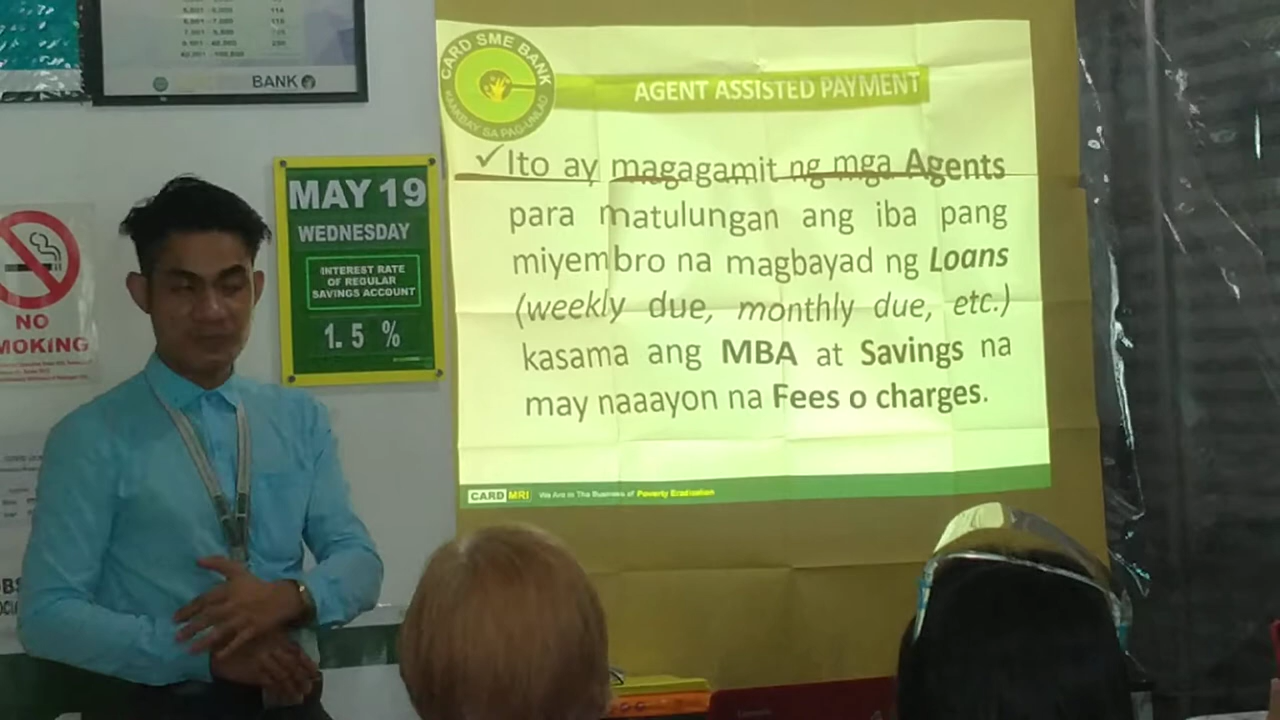 BANK
CARD SME BANK
KAAKBAY SA PAG-UNLAD
AGENT ASSISTED PAYMENT
✓Ito ay magagamit ng mga Agents
para matulungan ang iba pang
miyembro na magbayad ng Loans
(weekly due, monthly due, etc.)
kasama ang MBA at Savings na
may naaayon na Fees o charges.
CARD MRI We Are in The Business of Poverty Eradication
MAY 19
WEDNESDAY
INTEREST RATE
OF REGULAR
SAVINGS ACCOUNT
1.5 %
NO
MOKING